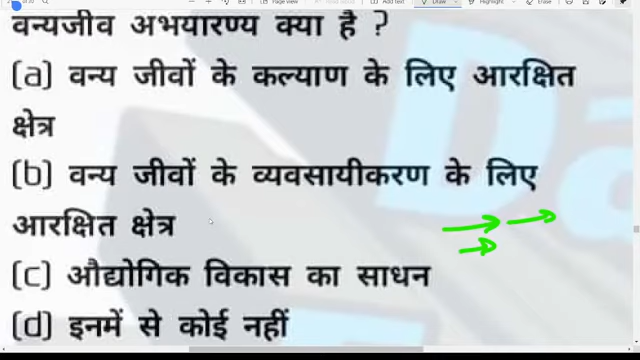 वन्यजीव अभयारण्य क्या है ?
(a) वन्य जीवों के कल्याण के लिए आरक्षित
क्षेत्र
(b) वन्य जीवों के व्यवसायीकरण के लिए
आरक्षित क्षेत्र
(c) औद्योगिक विकास का साधन
(d) इनमें से कोई नहीं